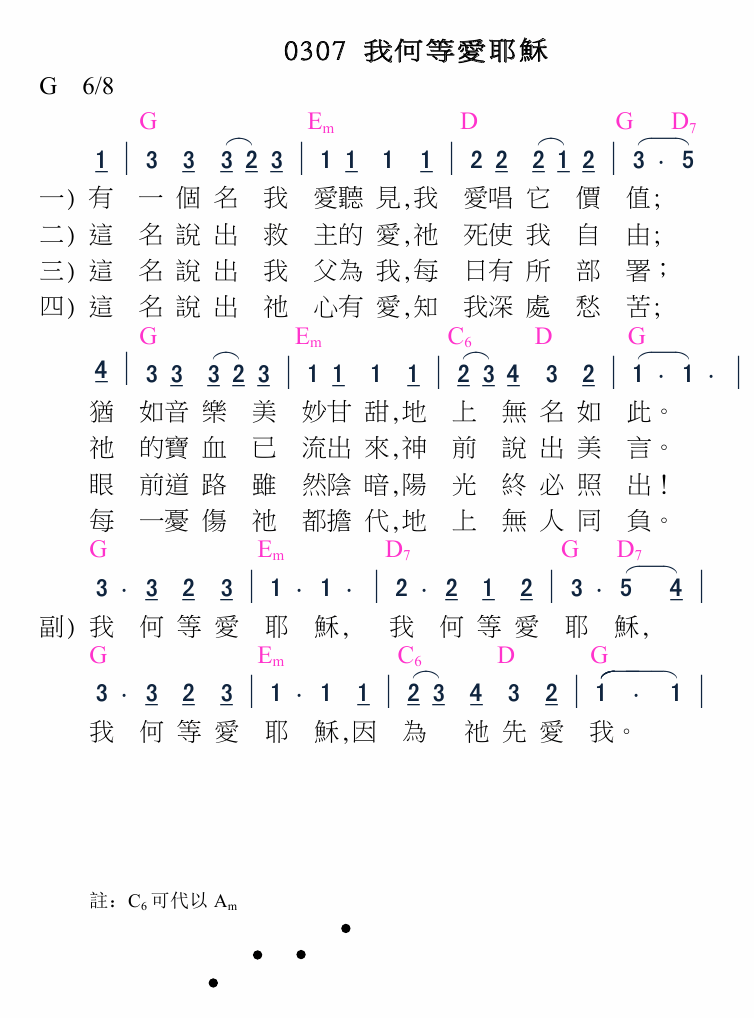 0307 我何等愛耶穌
G 6/8
G Em D G D7
1 | 3 3 3 2 3 | 1 1 1 1 | 2 2 2 1 2 | 3 · 5
一) 有 一 個 名 我 愛聽 見,我 愛唱 它 價 值;
二) 這 名 說 出 救 主的 愛,祂 死使 我 自 由;
三) 這 名 說 出 我 父為 我,每 日有 所 部 署;
四) 這 名 說 出 祂 心有 愛,知 我深 處 愁 苦;
G Em C6 D G
4 | 3 3 3 2 3 | 1 1 1 1 | 2 3 4 3 2 | 1 · 1 · |
猶 如音 樂 美 妙甘 甜,地 上 無 名 如 此。
祂 的寶 血 已 流出 來,神 前 說 出 美 言。
眼 前道 路 雖 然陰 暗,陽 光 終 必 照 出!
每 一憂 傷 祂 都擔 代,地 上 無 人 同 負。
G Em D7 G D7
3 · 3 2 3 | 1 · 1 · | 2 · 2 1 2 | 3 · 5 4 |
副) 我 何 等 愛 耶 穌, 我 何 等 愛 耶 穌,
G Em C6 D G
3 · 3 2 3 | 1 · 1 1 | 2 3 4 3 2 | 1 · 1 |
我 何 等 愛 耶 穌,因 為 祂 先 愛 我。
註：C6可代以 Am